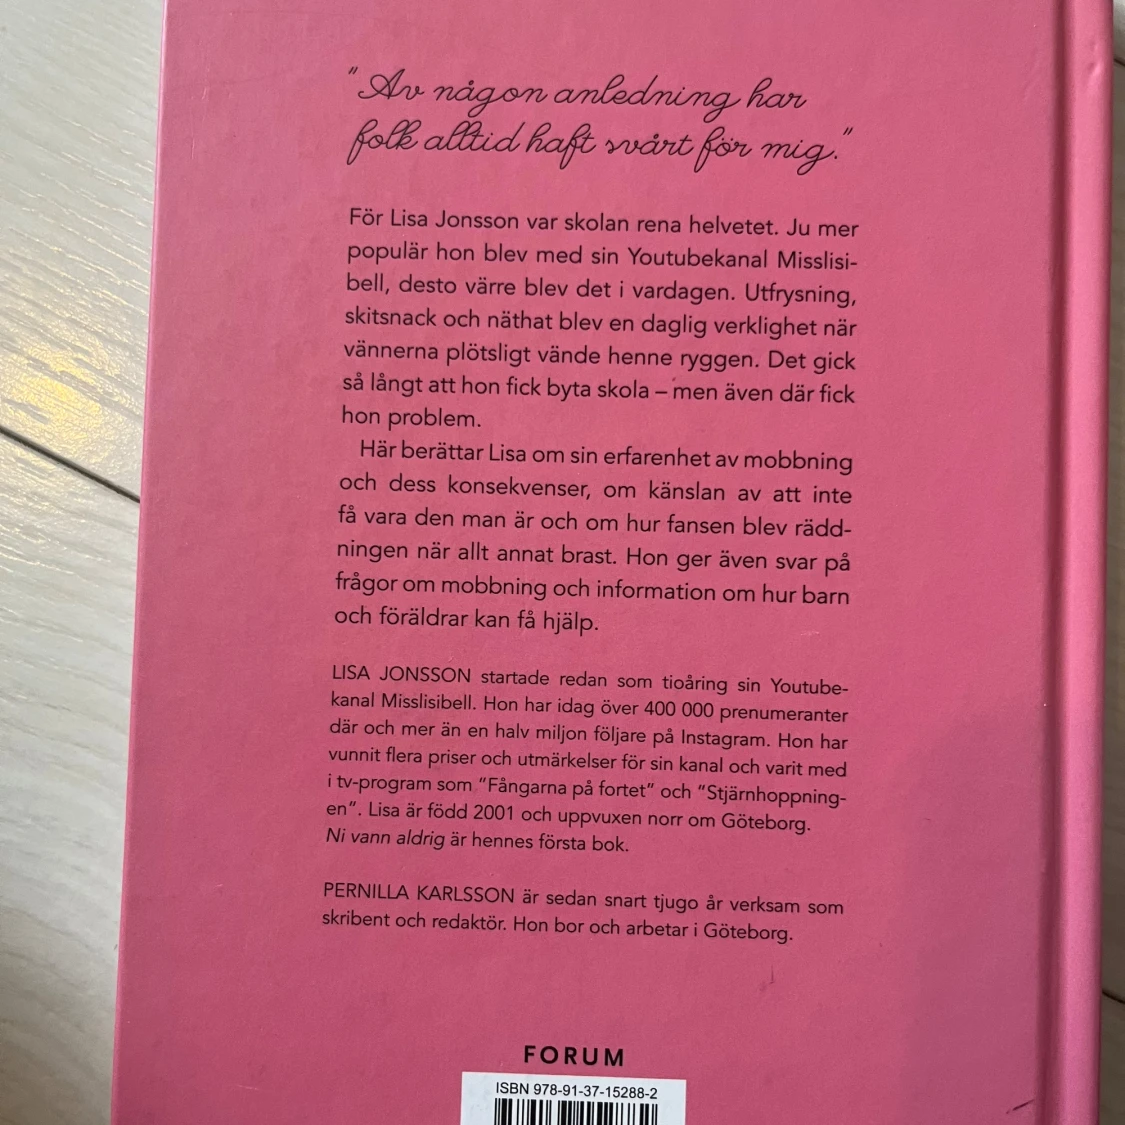 "Av någon anledning har
folk alltid haft svårt för mig."
För Lisa Jonsson var skolan rena helvetet. Ju mer
populär hon blev med sin Youtubekanal Misslisi-
bell, desto värre blev det i vardagen. Utfrysning,
skitsnack och näthat blev en daglig verklighet när
vännerna plötsligt vände henne ryggen. Det gick
så långt att hon fick byta skola – men även där fick
hon problem.
Här berättar Lisa om sin erfarenhet av mobbning
och dess konsekvenser, om känslan av att inte
få vara den man är och om hur fansen blev rädd-
ningen när allt annat brast. Hon ger även svar på
frågor om mobbning och information om hur barn
och föräldrar kan få hjälp.
LISA JONSSON startade redan som tioåring sin Youtube-
kanal Misslisibell. Hon har idag över 400 000 prenumeranter
där och mer än en halv miljon följare på Instagram. Hon har
vunnit flera priser och utmärkelser för sin kanal och varit med
i tv-program som "Fångarna på fortet" och "Stjärnhoppning-
en". Lisa är född 2001 och uppvuxen norr om Göteborg.
Ni vann aldrig är hennes första bok.
PERNILLA KARLSSON är sedan snart tjugo år verksam som
skribent och redaktör. Hon bor och arbetar i Göteborg.
FORUM
ISBN 978-91-37-15288-2